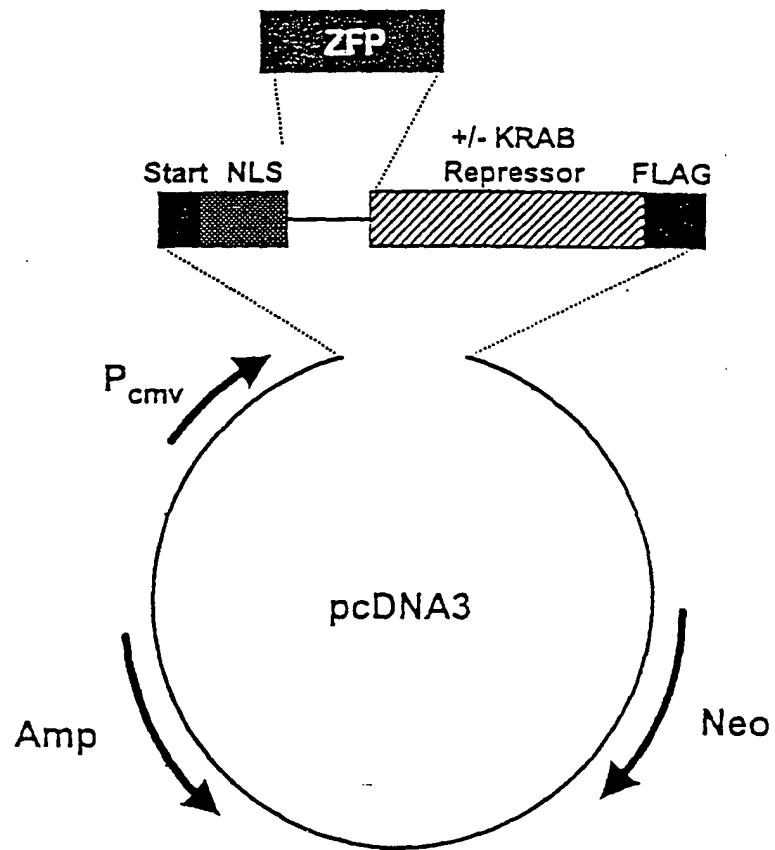 ZFP
+/- KRAB
Start NLS Repressor FLAG
Pcmv
pcDNA3
Amp
Neo